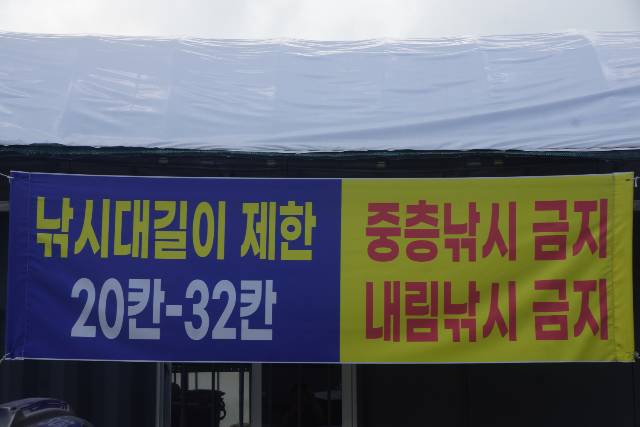 낚시대길이 제한
20칸-32칸
중층낚시 금지
내림낚시 금지